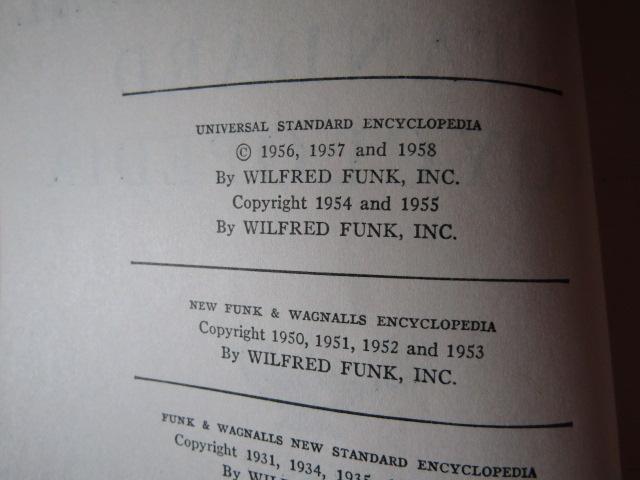 UNIVERSAL STANDARD ENCYCLOPEDIA
© 1956, 1957 and 1958
By WILFRED FUNK, INC.
Copyright 1954 and 1955
By WILFRED FUNK, INC.
NEW FUNK & WAGNALLS ENCYCLOPEDIA
Copyright 1950, 1951, 1952 and 1953
By WILFRED FUNK, INC.
FUNK & WAGNALLS NEW STANDARD ENCYCLOPEDIA
Copyright 1931, 1934, 1935,
By